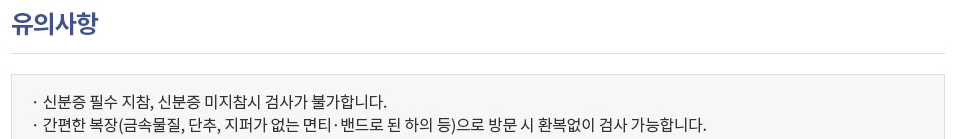 유의사항
· 신분증 필수 지참, 신분증 미지참시 검사가 불가합니다.
· 간편한 복장(금속물질, 단추, 지퍼가 없는 면티·밴드로 된 하의 등)으로 방문 시 환복없이 검사 가능합니다.